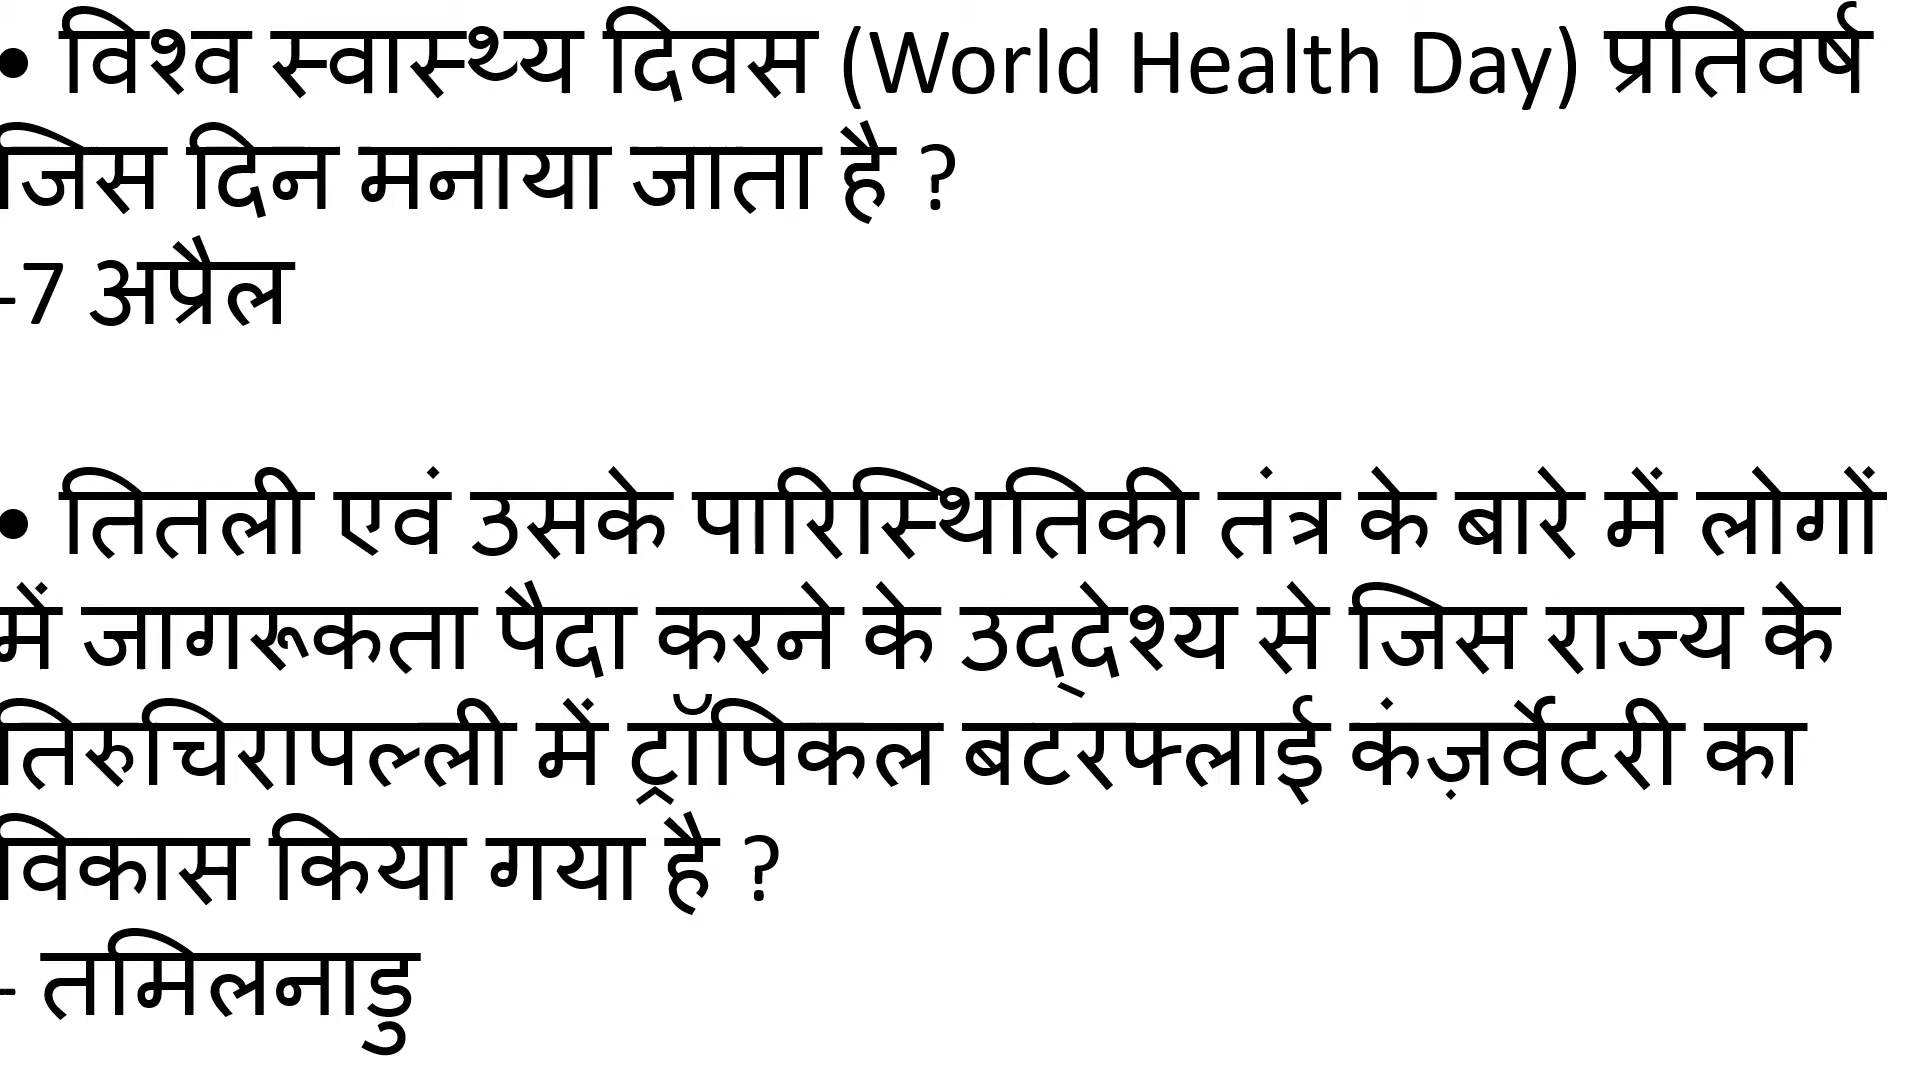 • विश्व स्वास्थ्य दिवस (World Health Day) प्रतिवर्ष
जिस दिन मनाया जाता है ?
-7 अप्रैल
• तितली एवं उसके पारिस्थितिकी तंत्र के बारे में लोगों
में जागरूकता पैदा करने के उद्देश्य से जिस राज्य के
तिरुचिरापल्ली में ट्रॉपिकल बटरफ्लाई कंज़र्वेटरी का
विकास किया गया है ?
- तमिलनाडु